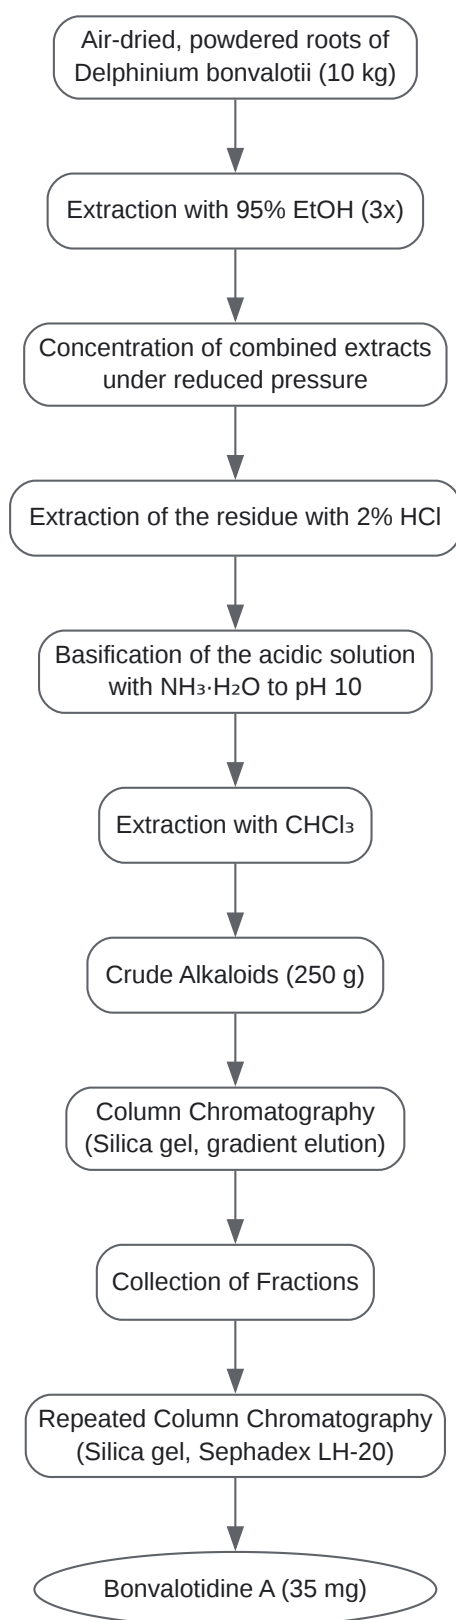 Air-dried, powdered roots of
Delphinium bonvalotii (10 kg)
Extraction with 95% EtOH (3x)
Concentration of combined extracts
under reduced pressure
Extraction of the residue with 2% HCl
Basification of the acidic solution
with NH₃·H₂O to pH 10
Extraction with CHCl₃
Crude Alkaloids (250 g)
Column Chromatography
(Silica gel, gradient elution)
Collection of Fractions
Repeated Column Chromatography
(Silica gel, Sephadex LH-20)
Bonvalotidine A (35 mg)